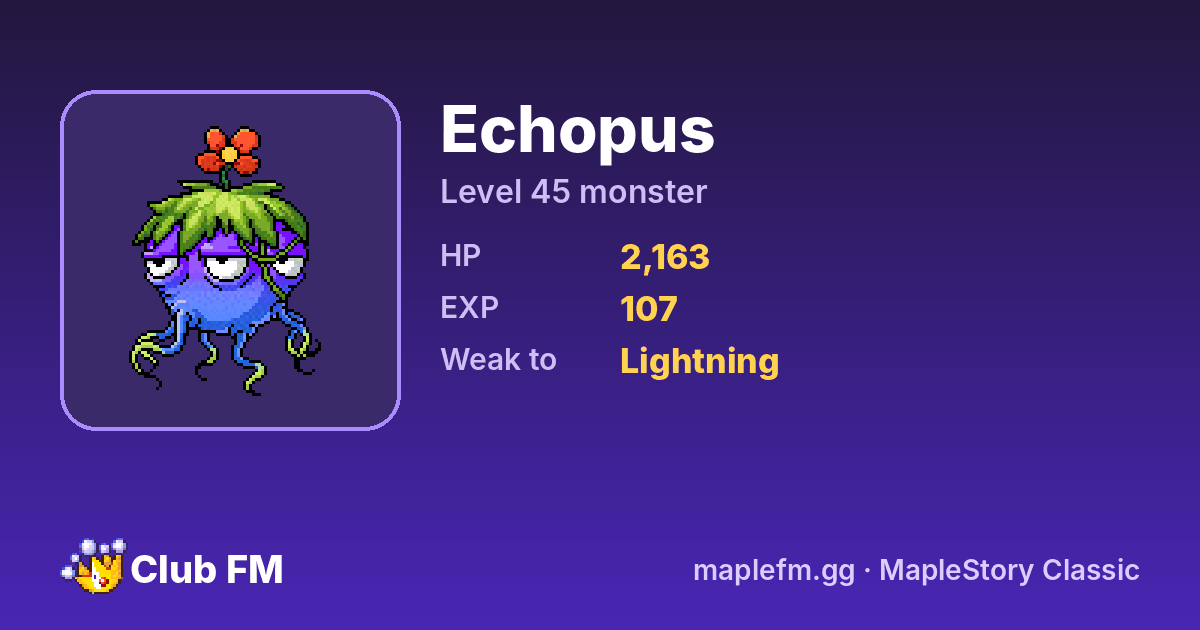 Echopus
Level 45 monster
HP 2,163
EXP 107
Weak to Lightning
Club FM
maplefm.gg · MapleStory Classic